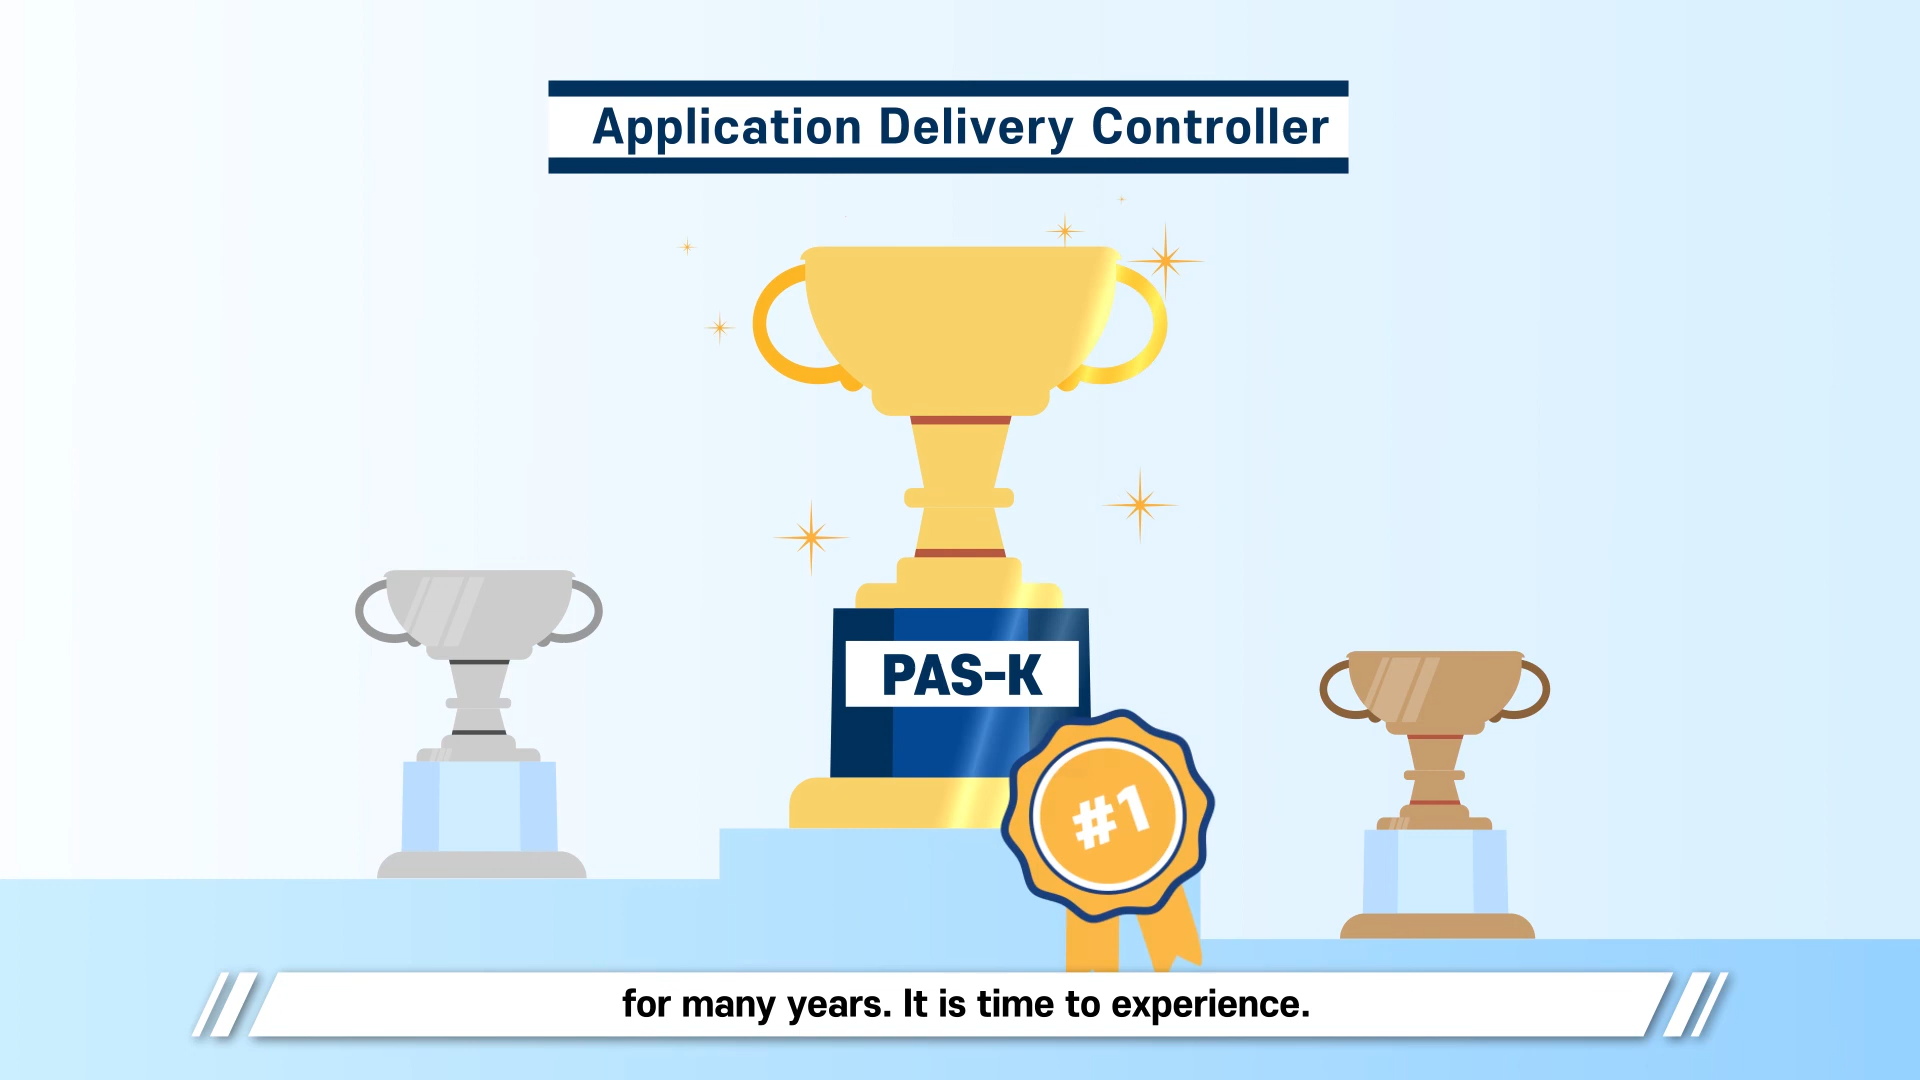 Application Delivery Controller
PAS-K
#1
for many years. It is time to experience.